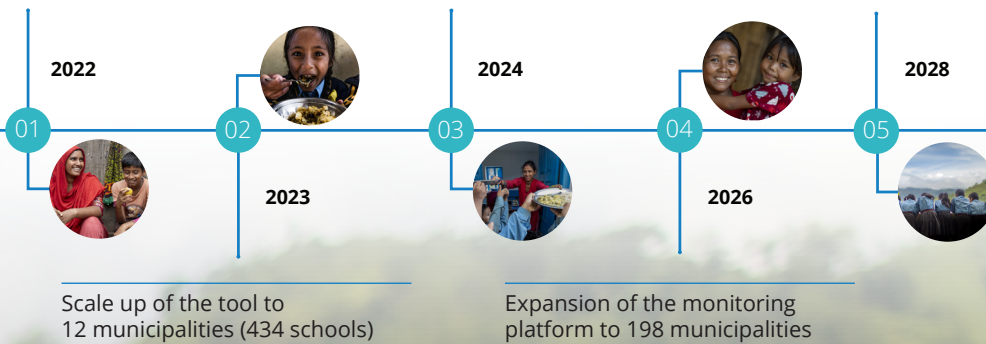 2022
2024
2028
01
02
03
04
05
2023
2026
Scale up of the tool to
12 municipalities (434 schools)
Expansion of the monitoring
platform to 198 municipalities